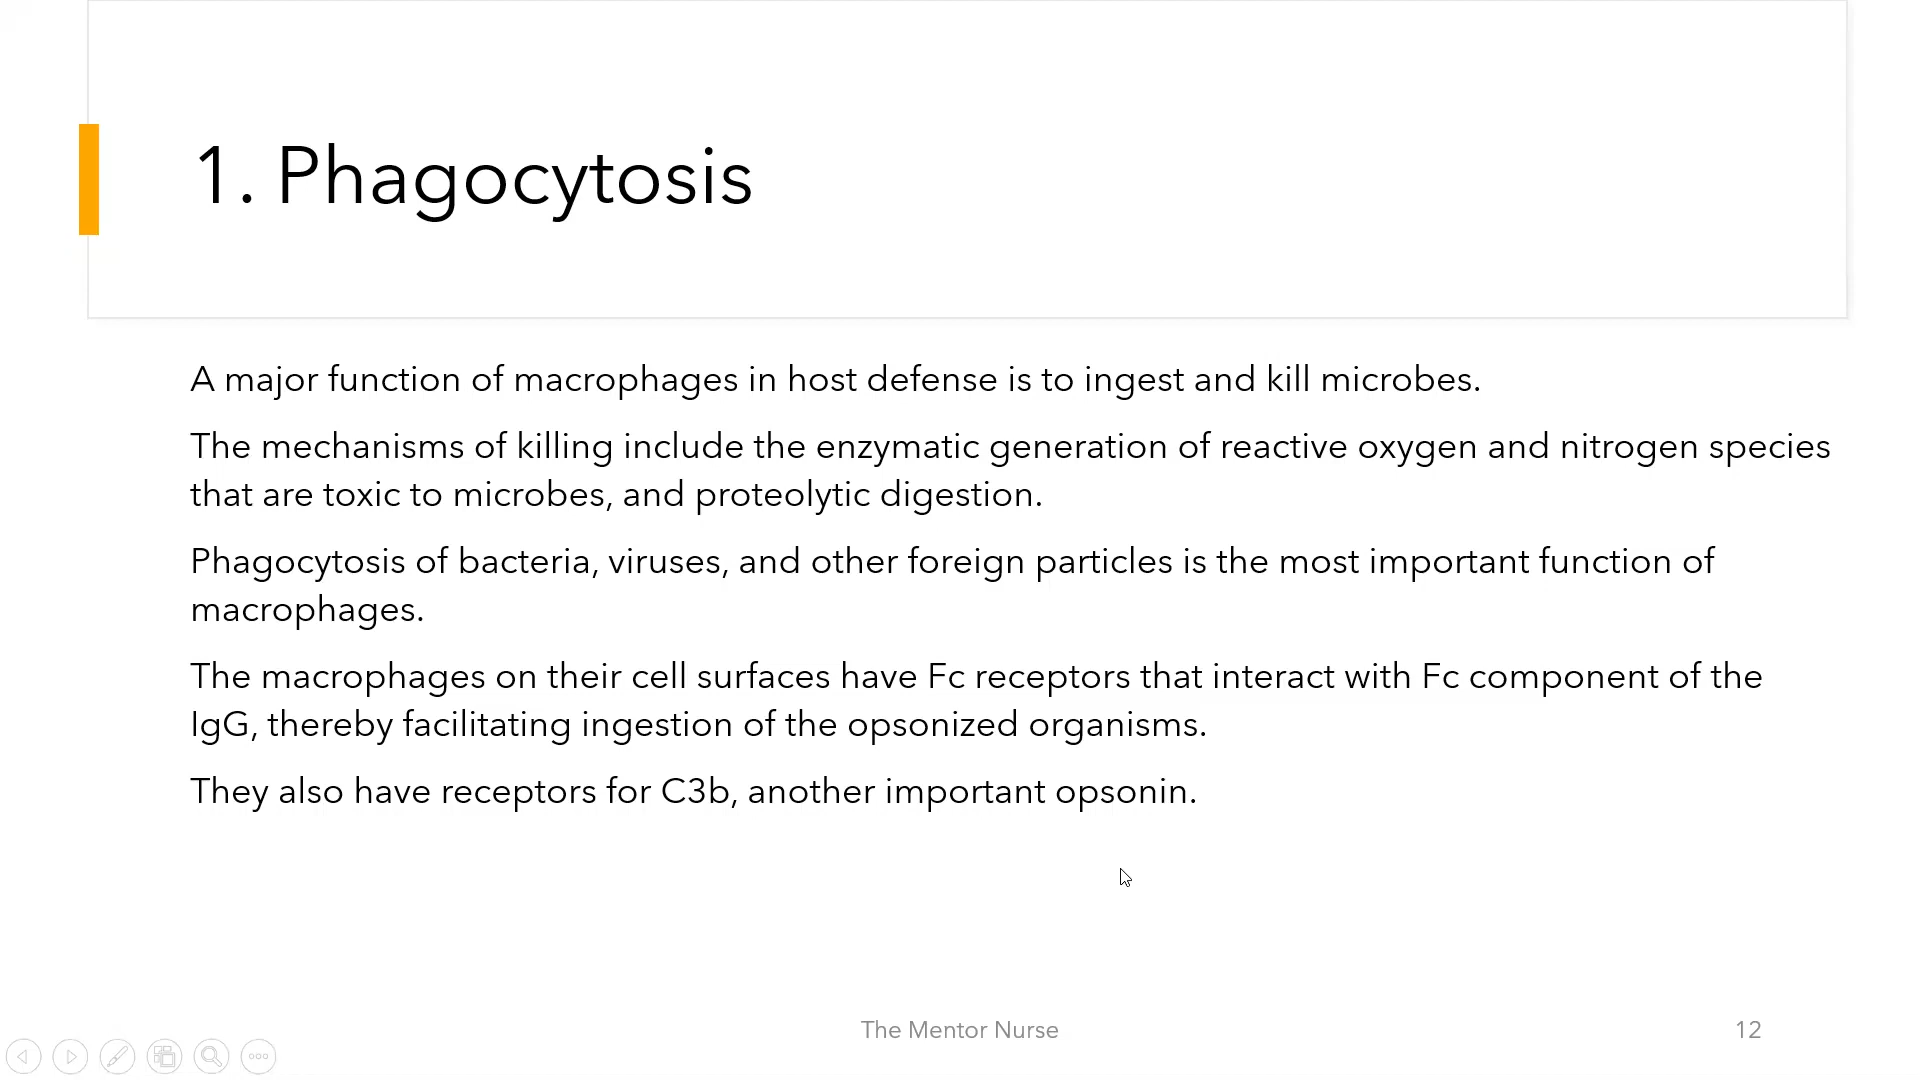 1. Phagocytosis
A major function of macrophages in host defense is to ingest and kill microbes.
The mechanisms of killing include the enzymatic generation of reactive oxygen and nitrogen species
that are toxic to microbes, and proteolytic digestion.
Phagocytosis of bacteria, viruses, and other foreign particles is the most important function of
macrophages.
The macrophages on their cell surfaces have Fc receptors that interact with Fc component of the
IgG, thereby facilitating ingestion of the opsonized organisms.
They also have receptors for C3b, another important opsonin.
The Mentor Nurse
12